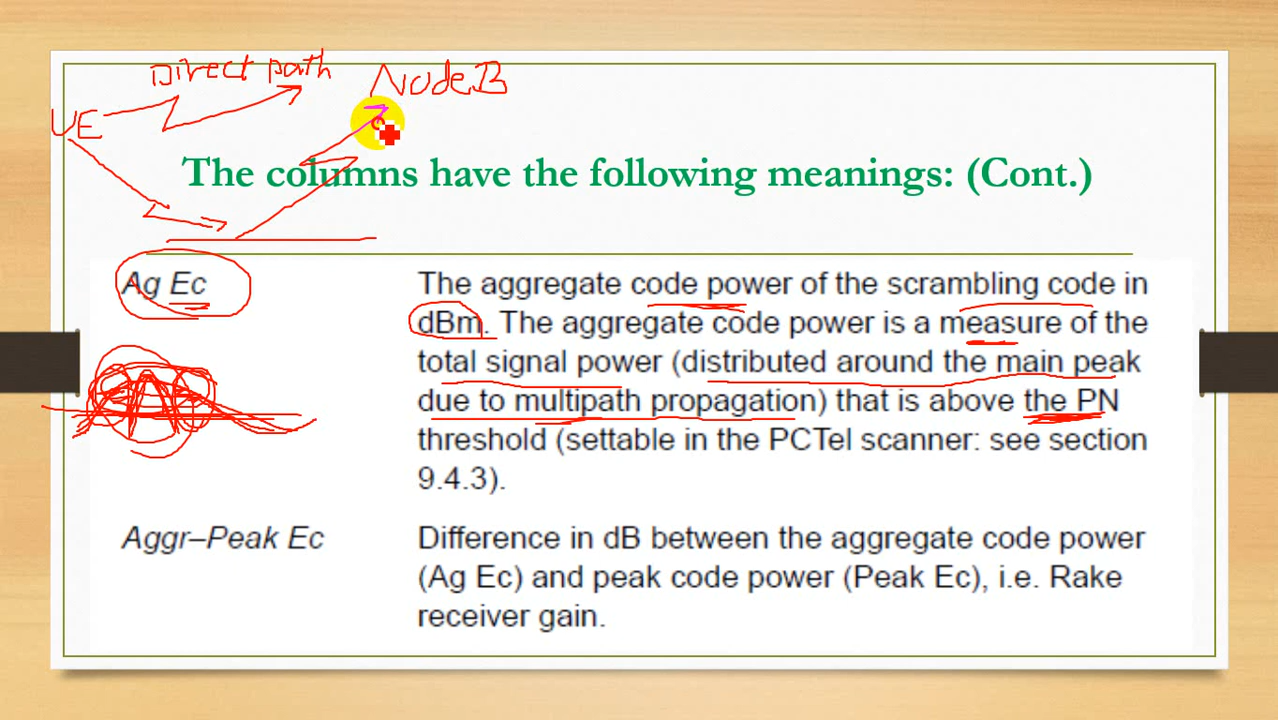 Direct path
NodeB
UE
The columns have the following meanings: (Cont.)
Ag Ec
The aggregate code power of the scrambling code in
dBm. The aggregate code power is a measure of the
total signal power (distributed around the main peak
due to multipath propagation) that is above the PN
threshold (settable in the PCTel scanner: see section
9.4.3).
Aggr–Peak Ec
Difference in dB between the aggregate code power
(Ag Ec) and peak code power (Peak Ec), i.e. Rake
receiver gain.